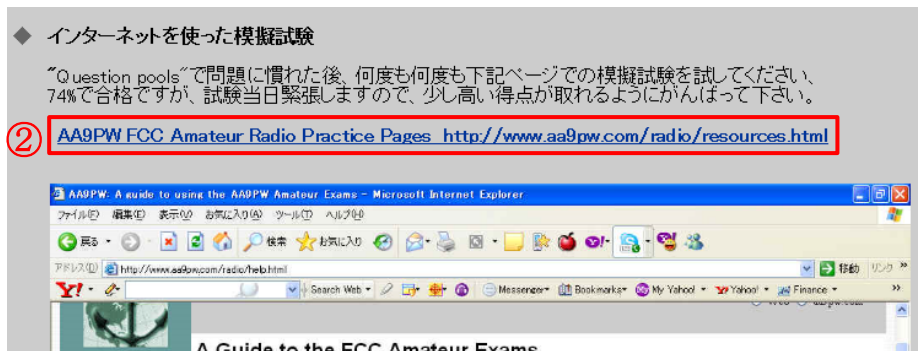 ◆ インターネットを使った模擬試験
"Question pools"で問題に慣れた後、何度も何度も下記ページでの模擬試験を試してください、
74%で合格ですが、試験当日緊張しますので、少し高い得点が取れるようにがんばって下さい。
② AA9PW FCC Amateur Radio Practice Pages http://www.aa9pw.com/radio/resources.html
AA9PW: A guide to using the AA9PW Amateur Exams - Microsoft Internet Explorer
ファイル(F) 編集(E) 表示(V) お気に入り(A) ツール(T) ヘルプ(H)
戻る 検索 お気に入り
アドレス(D) http://www.aa9pw.com/radio/help.html 移動 リンク »
Y! Search Web Messenger Bookmarks My Yahoo! Yahoo! Finance »
A Guide to the FCC Amateur Exams